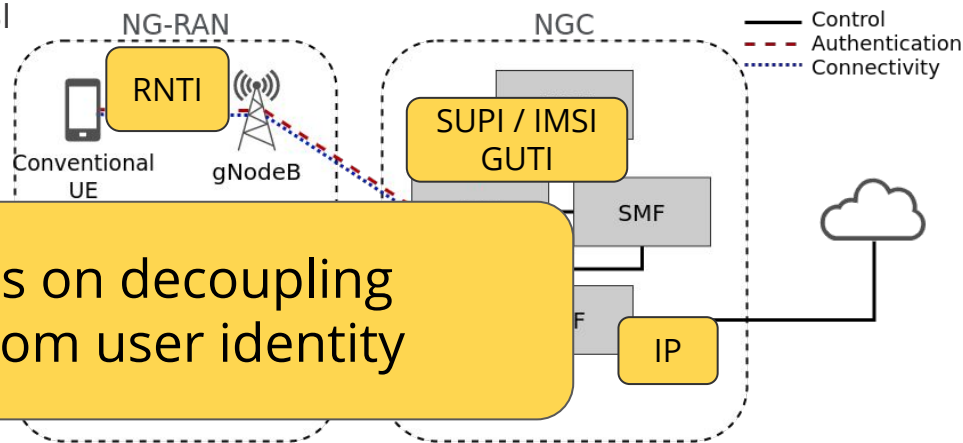 NG-RAN
NGC
Control
Authentication
Connectivity
RNTI
SUPI / IMSI
GUTI
Conventional
UE
gNodeB
SMF
s on decoupling
om user identity
F
IP